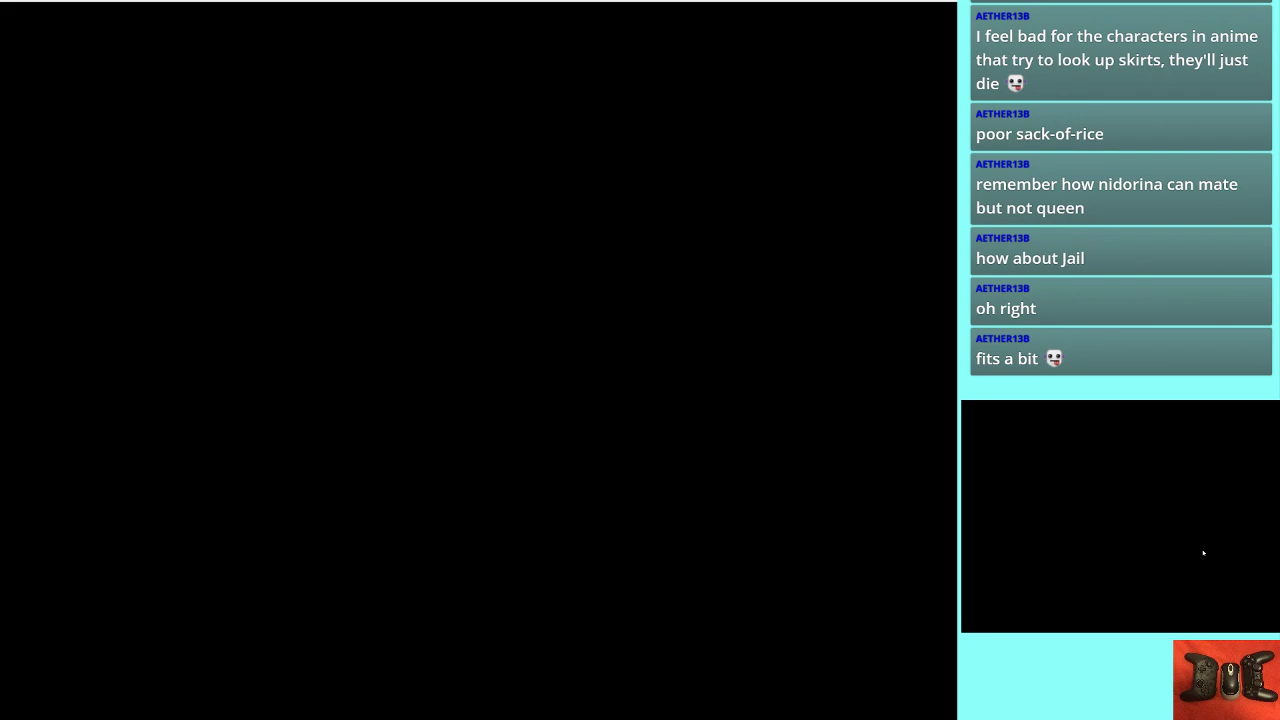 AETHER13B
I feel bad for the characters in anime
that try to look up skirts, they'll just
die
AETHER13B
poor sack-of-rice
AETHER13B
remember how nidorina can mate
but not queen
AETHER13B
how about Jail
AETHER13B
oh right
AETHER13B
fits a bit